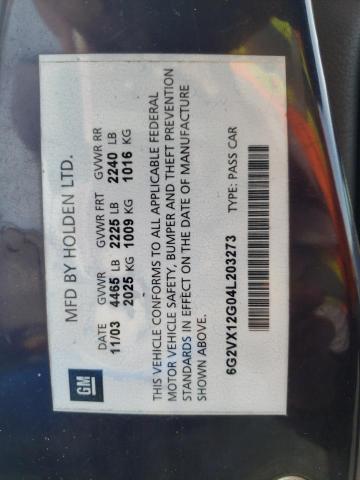 GM
MFD BY HOLDEN LTD.
DATE GVWR GVWR FRT GVWR RR
11/03 4465 LB 2225 LB 2240 LB
2025 KG 1009 KG 1016 KG
THIS VEHICLE CONFORMS TO ALL APPLICABLE FEDERAL
MOTOR VEHICLE SAFETY, BUMPER AND THEFT PREVENTION
STANDARDS IN EFFECT ON THE DATE OF MANUFACTURE
SHOWN ABOVE.
6G2VX12G04L203273 TYPE: PASS CAR